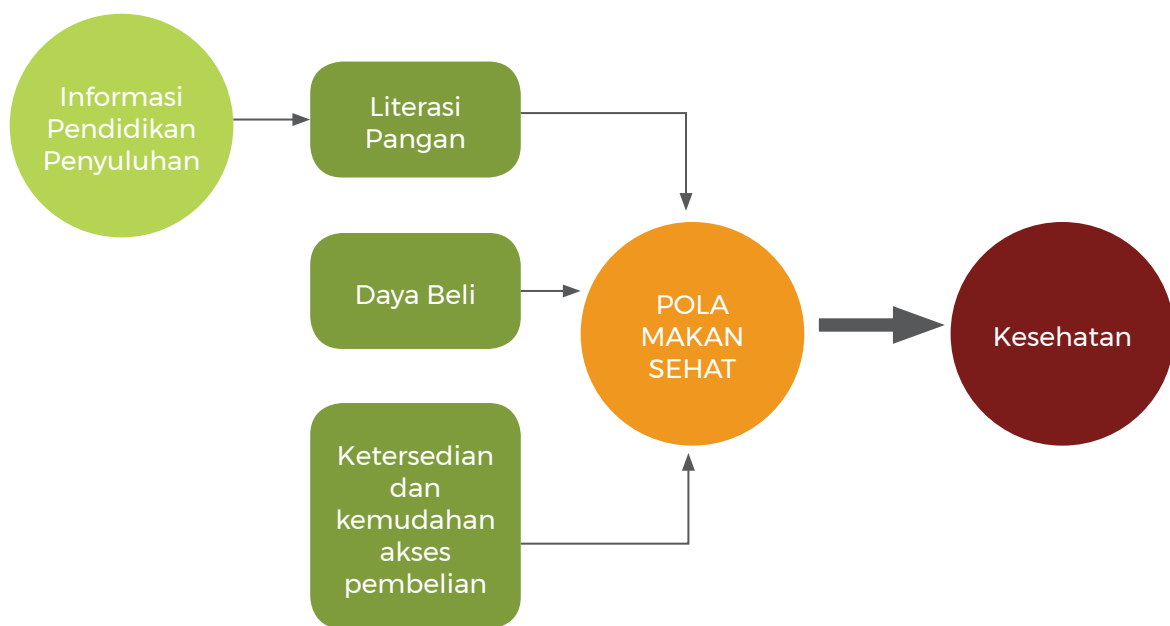 Informasi
Pendidikan
Penyuluhan
Literasi
Pangan
Daya Beli
Ketersedian
dan
kemudahan
akses
pembelian
POLA
MAKAN
SEHAT
Kesehatan